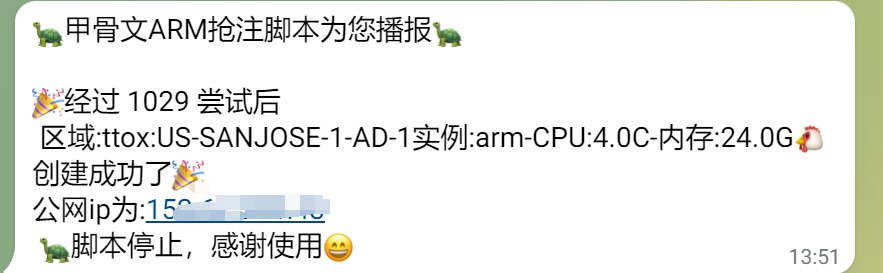 🐢甲骨文ARM抢注脚本为您播报🐢
🎉经过 1029 尝试后
区域:ttox:US-SANJOSE-1-AD-1实例:arm-CPU:4.0C-内存:24.0G🐔
创建成功了🎉
公网ip为:
🐢脚本停止，感谢使用😄
13:51